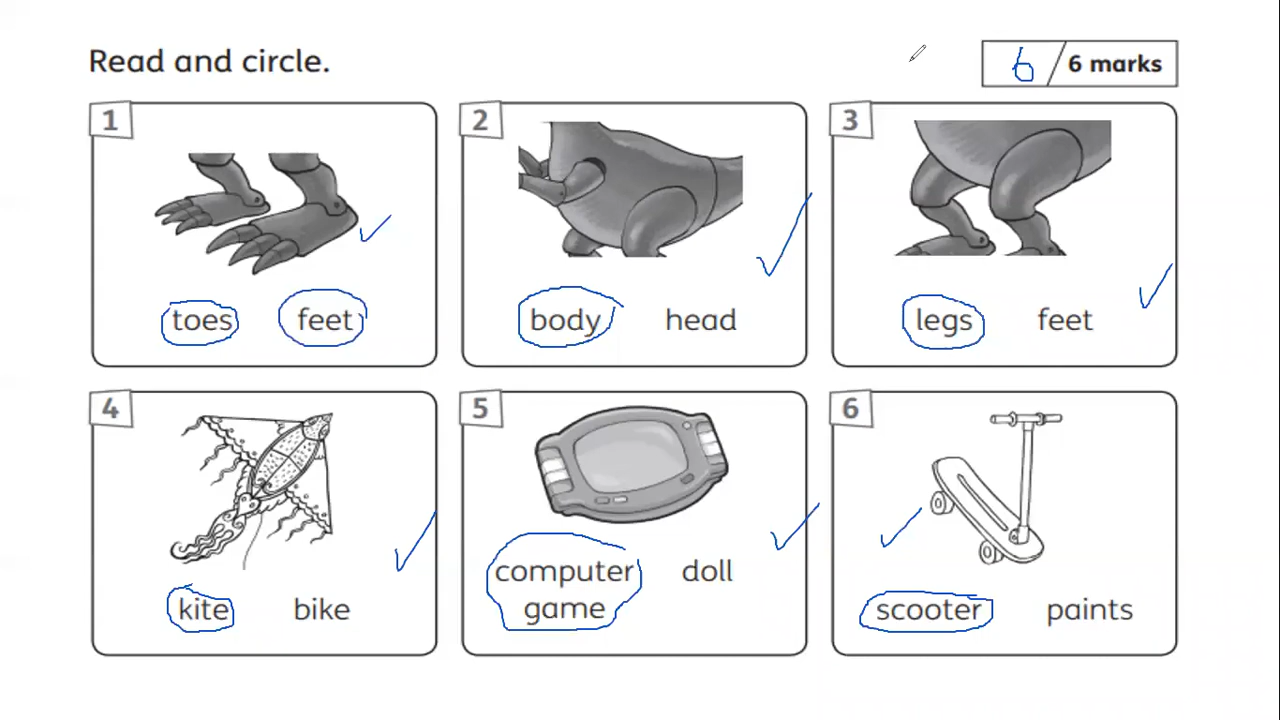 Read and circle.
6 / 6 marks
1
2
3
toes feet
body head
legs feet
4
5
6
kite bike
computer game doll
scooter paints